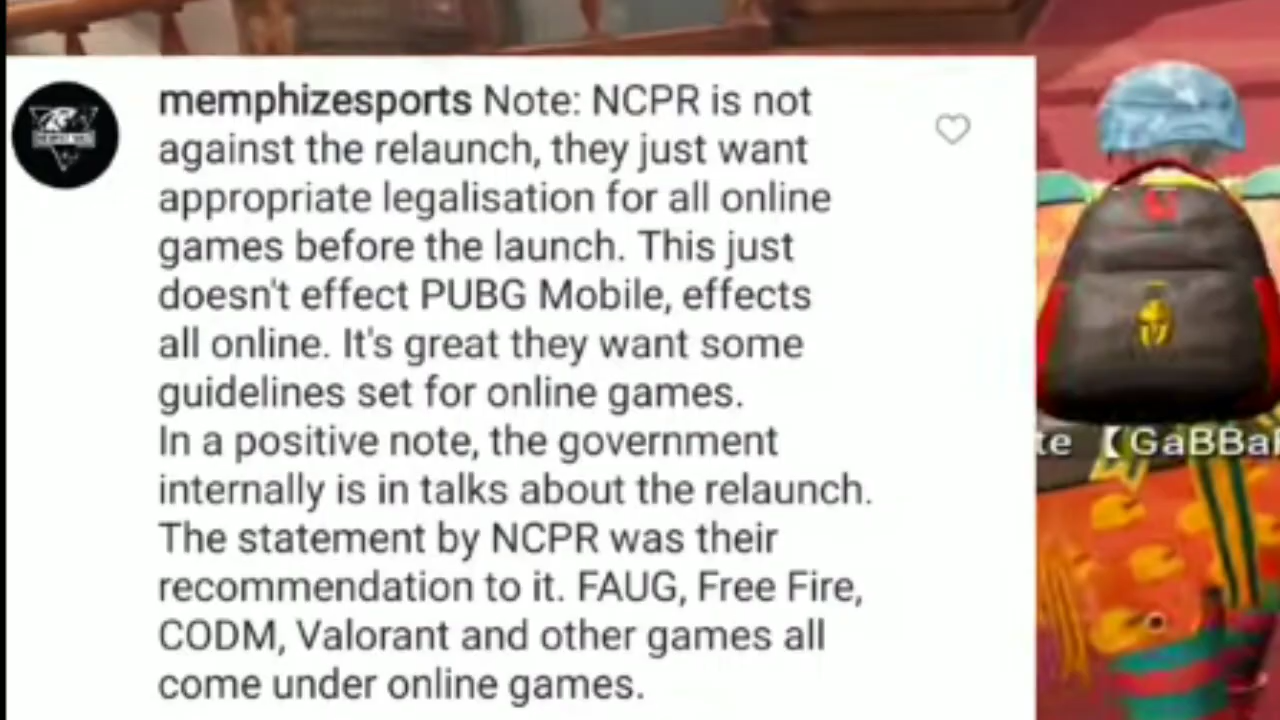 memphizesports Note: NCPR is not
against the relaunch, they just want
appropriate legalisation for all online
games before the launch. This just
doesn't effect PUBG Mobile, effects
all online. It's great they want some
guidelines set for online games.
In a positive note, the government
internally is in talks about the relaunch.
The statement by NCPR was their
recommendation to it. FAUG, Free Fire,
CODM, Valorant and other games all
come under online games.
te【GaBBa